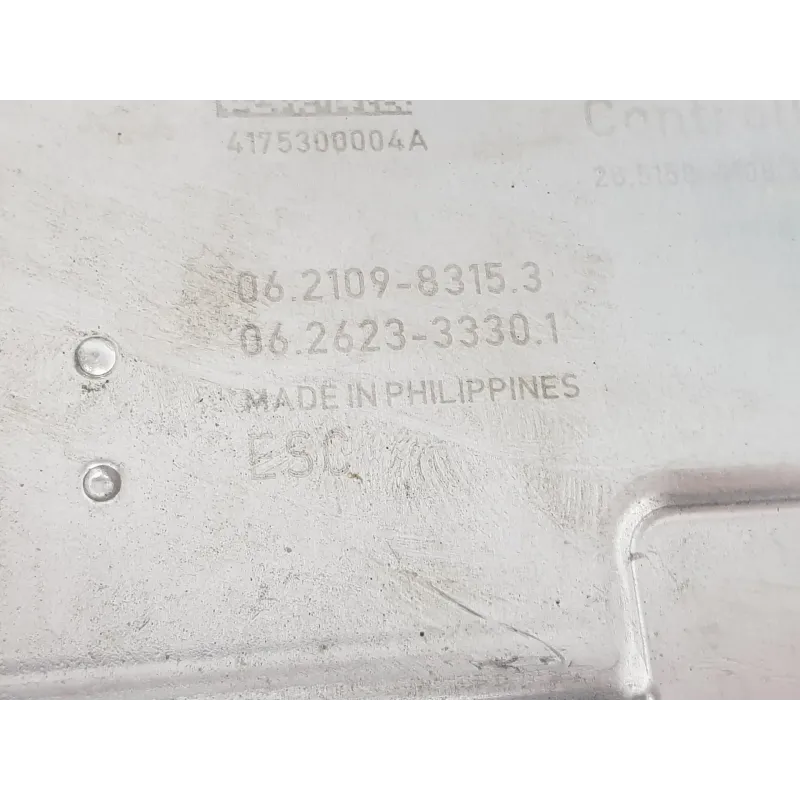 4175300004A
06.2109-8315.3
06.2623-3330.1
MADE IN PHILIPPINES
ESC